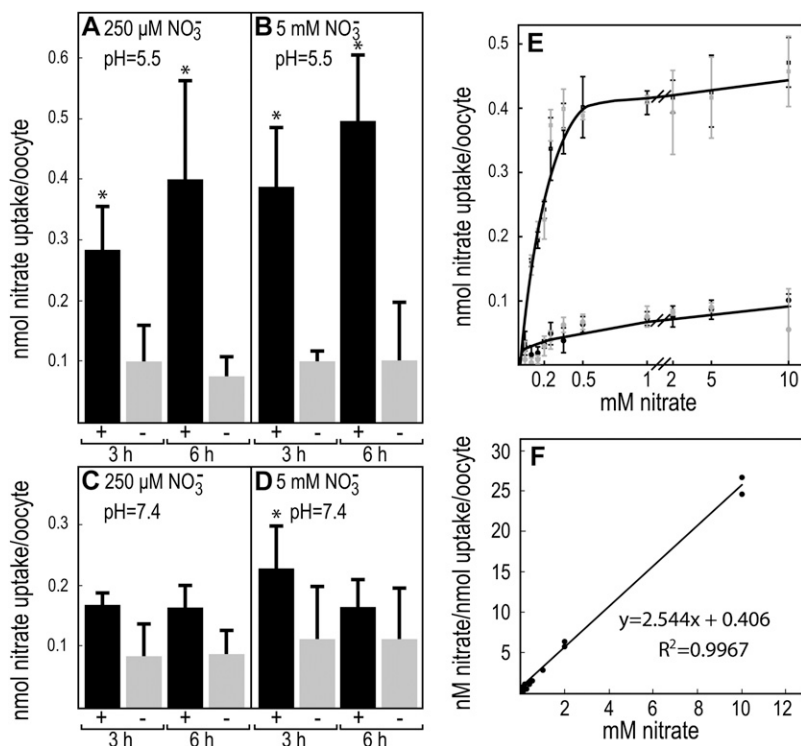 A 250 µM NO₃⁻
pH=5.5
B 5 mM NO₃⁻
pH=5.5
nmol nitrate uptake/oocyte
0.6
0.5
0.4
0.3
0.2
0.1
* * * *
+ - + - + - + -
3 h 6 h 3 h 6 h
C 250 µM NO₃⁻
pH=7.4
D 5 mM NO₃⁻
pH=7.4
nmol nitrate uptake/oocyte
0.3
0.2
0.1
*
+ - + - + - + -
3 h 6 h 3 h 6 h
E
nmol nitrate uptake/oocyte
0.5
0.4
0.3
0.2
0.1
0.2 0.5 1 2 5 10
mM nitrate
F
nM nitrate/nmol uptake/oocyte
30
25
20
15
10
5
y=2.544x + 0.406
R²=0.9967
2 4 6 8 10 12
mM nitrate